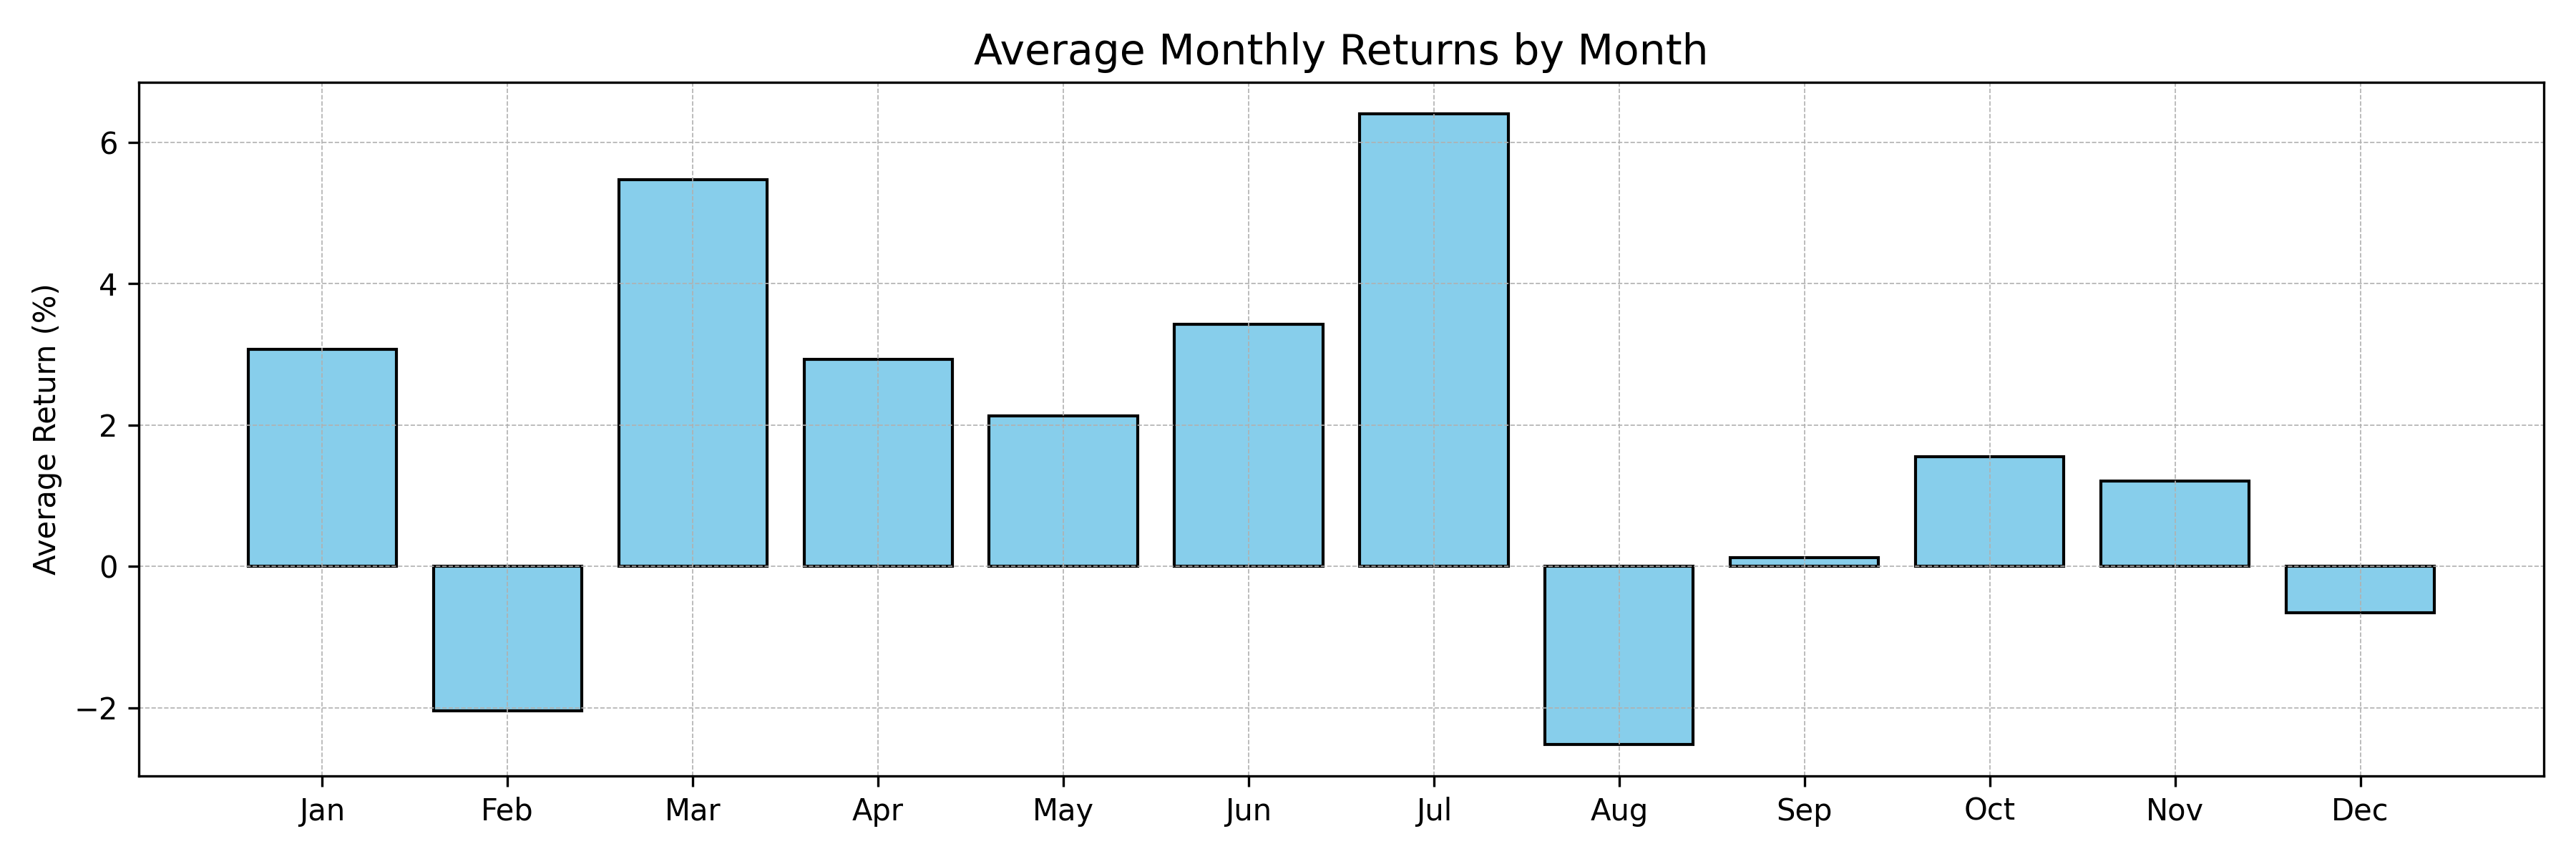 Average Monthly Returns by Month
Average Return (%)
6
4
2
0
−2
Jan Feb Mar Apr May Jun Jul Aug Sep Oct Nov Dec